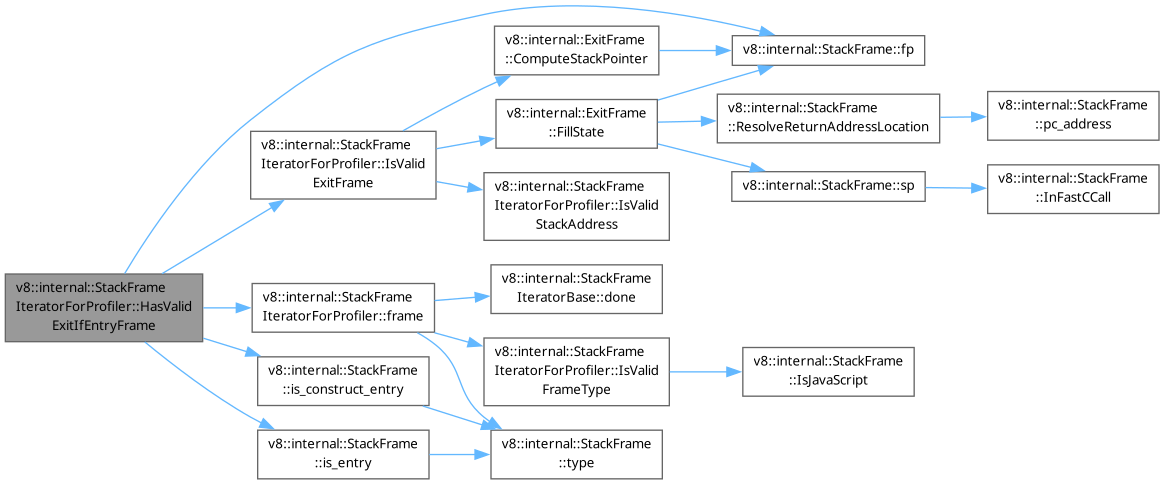 v8::internal::StackFrame
IteratorForProfiler::HasValid
ExitIfEntryFrame
v8::internal::StackFrame
IteratorForProfiler::IsValid
ExitFrame
v8::internal::StackFrame
IteratorForProfiler::frame
v8::internal::StackFrame
::is_construct_entry
v8::internal::StackFrame
::is_entry
v8::internal::ExitFrame
::ComputeStackPointer
v8::internal::ExitFrame
::FillState
v8::internal::StackFrame
IteratorForProfiler::IsValid
StackAddress
v8::internal::StackFrame
IteratorBase::done
v8::internal::StackFrame
IteratorForProfiler::IsValid
FrameType
v8::internal::StackFrame
::type
v8::internal::StackFrame::fp
v8::internal::StackFrame
::ResolveReturnAddressLocation
v8::internal::StackFrame::sp
v8::internal::StackFrame
::IsJavaScript
v8::internal::StackFrame
::pc_address
v8::internal::StackFrame
::InFastCCall